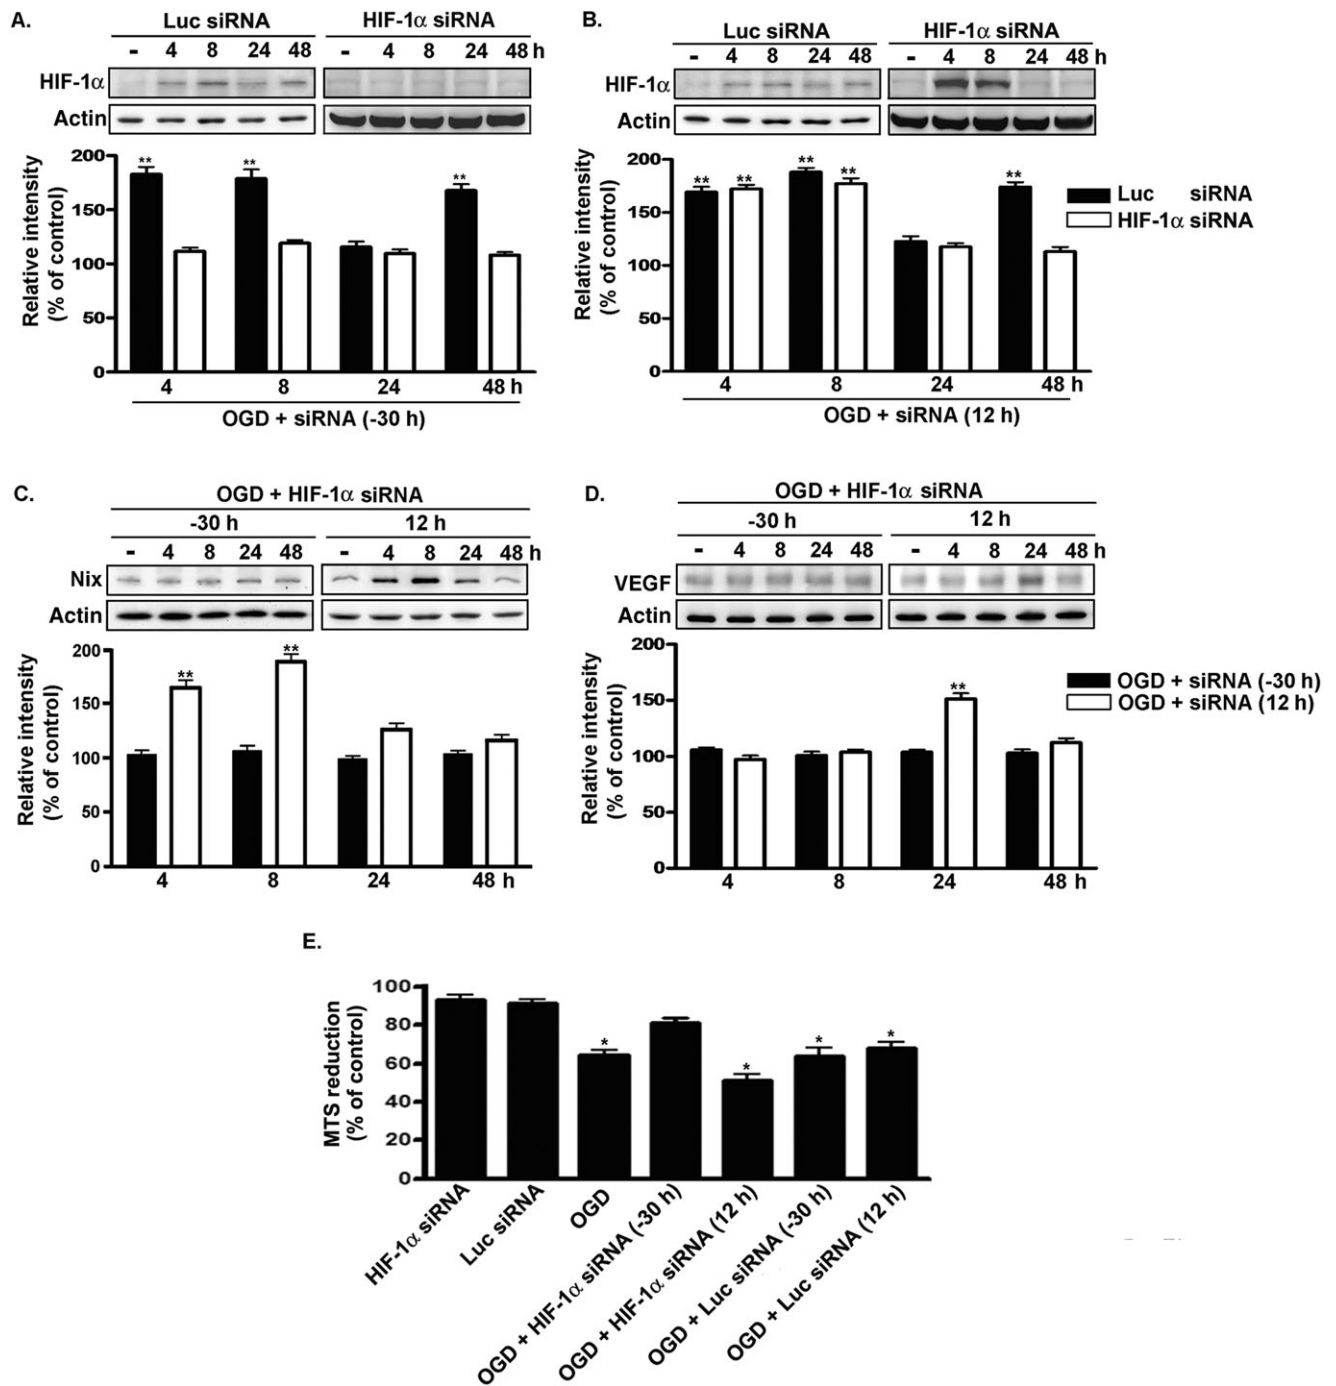 A.
Luc siRNA HIF-1α siRNA
- 4 8 24 48 - 4 8 24 48 h
HIF-1α
Actin
200
150
100
50
0
Relative intensity
(% of control)
** ** **
4 8 24 48 h
OGD + siRNA (-30 h)
B.
Luc siRNA HIF-1α siRNA
- 4 8 24 48 - 4 8 24 48 h
HIF-1α
Actin
200
150
100
50
0
Relative intensity
(% of control)
** ** ** ** **
4 8 24 48 h
OGD + siRNA (12 h)
Luc siRNA
HIF-1α siRNA
C.
OGD + HIF-1α siRNA
-30 h 12 h
- 4 8 24 48 - 4 8 24 48 h
Nix
Actin
200
150
100
50
0
Relative intensity
(% of control)
** **
4 8 24 48 h
D.
OGD + HIF-1α siRNA
-30 h 12 h
- 4 8 24 48 - 4 8 24 48 h
VEGF
Actin
200
150
100
50
0
Relative intensity
(% of control)
**
4 8 24 48 h
OGD + siRNA (-30 h)
OGD + siRNA (12 h)
E.
100
80
60
40
20
0
MTS reduction
(% of control)
* * * *
HIF-1α siRNA
Luc siRNA
OGD
OGD + HIF-1α siRNA (-30 h)
OGD + HIF-1α siRNA (12 h)
OGD + Luc siRNA (-30 h)
OGD + Luc siRNA (12 h)